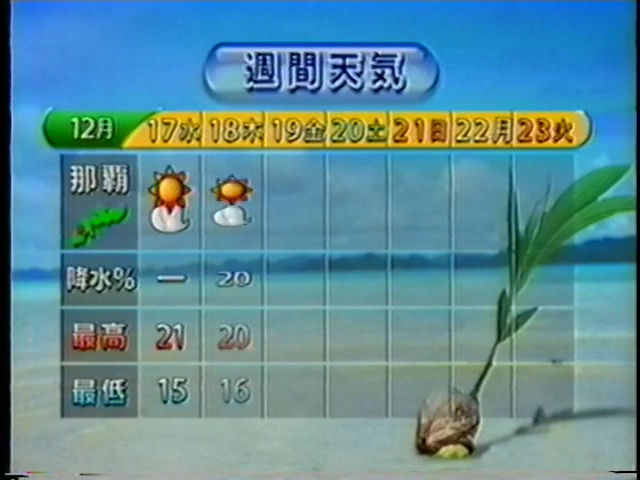 週間天気
12月 17水 18木 19金 20土 21日 22月 23火
那覇
降水% — 20
最高 21 20
最低 15 16